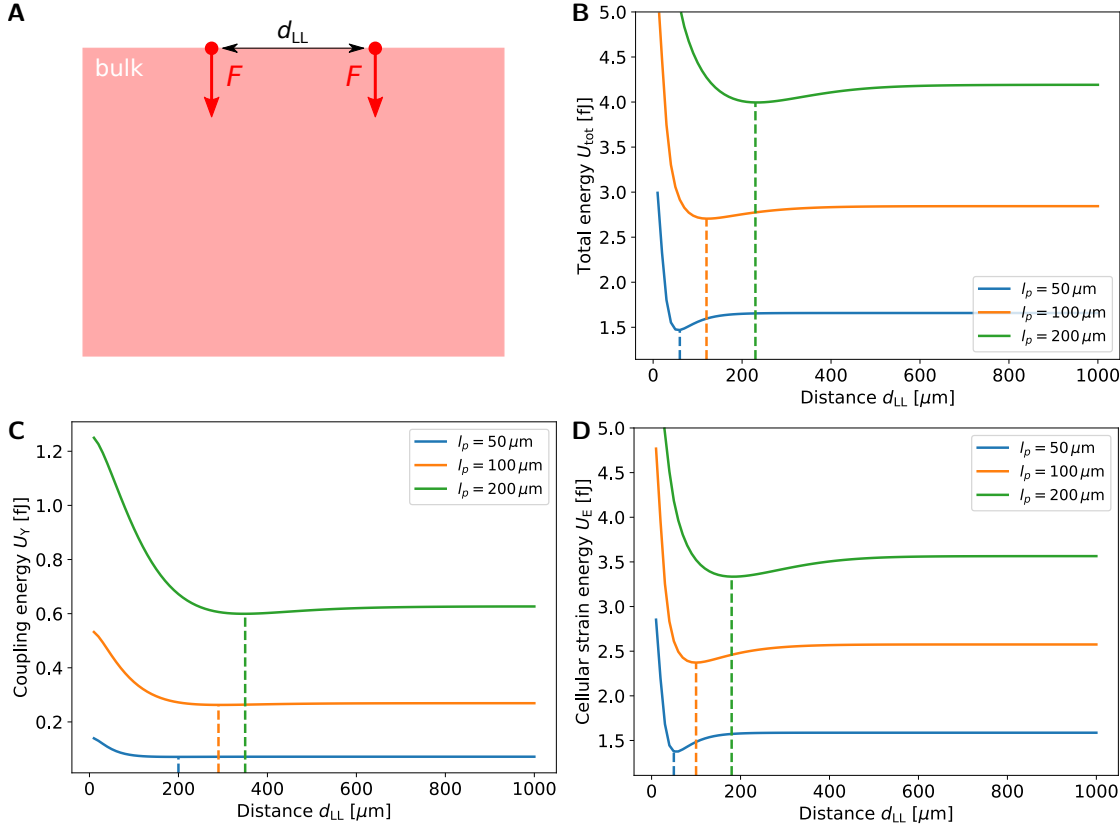 A
d_LL
bulk
F
F
B
Total energy U_tot [fJ]
5.0
4.5
4.0
3.5
3.0
2.5
2.0
1.5
l_p = 50 μm
l_p = 100 μm
l_p = 200 μm
0 200 400 600 800 1000
Distance d_LL [μm]
C
Coupling energy U_Y [fJ]
1.2
1.0
0.8
0.6
0.4
0.2
l_p = 50 μm
l_p = 100 μm
l_p = 200 μm
0 200 400 600 800 1000
Distance d_LL [μm]
D
Cellular strain energy U_E [fJ]
5.0
4.5
4.0
3.5
3.0
2.5
2.0
1.5
l_p = 50 μm
l_p = 100 μm
l_p = 200 μm
0 200 400 600 800 1000
Distance d_LL [μm]